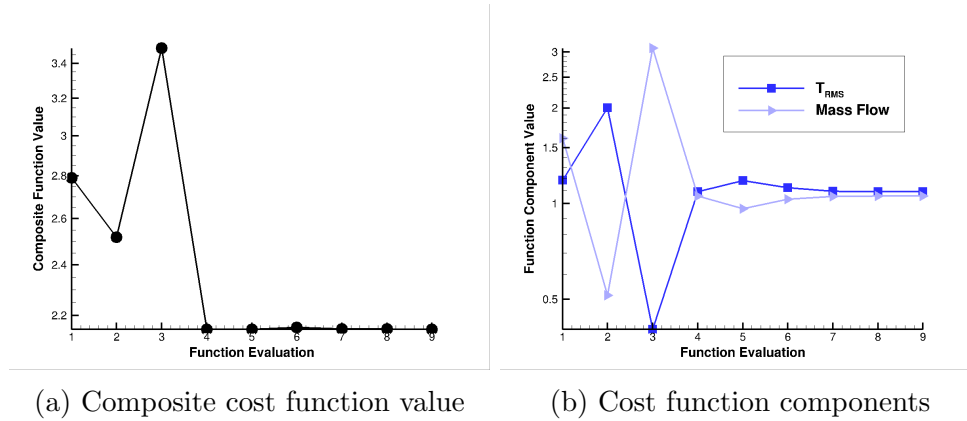 Composite Function Value
3.4
3.2
3
2.8
2.6
2.4
2.2
1 2 3 4 5 6 7 8 9
Function Evaluation
(a) Composite cost function value
Function Component Value
3
2.5
2
1.5
1
0.5
T RMS
Mass Flow
1 2 3 4 5 6 7 8 9
Function Evaluation
(b) Cost function components